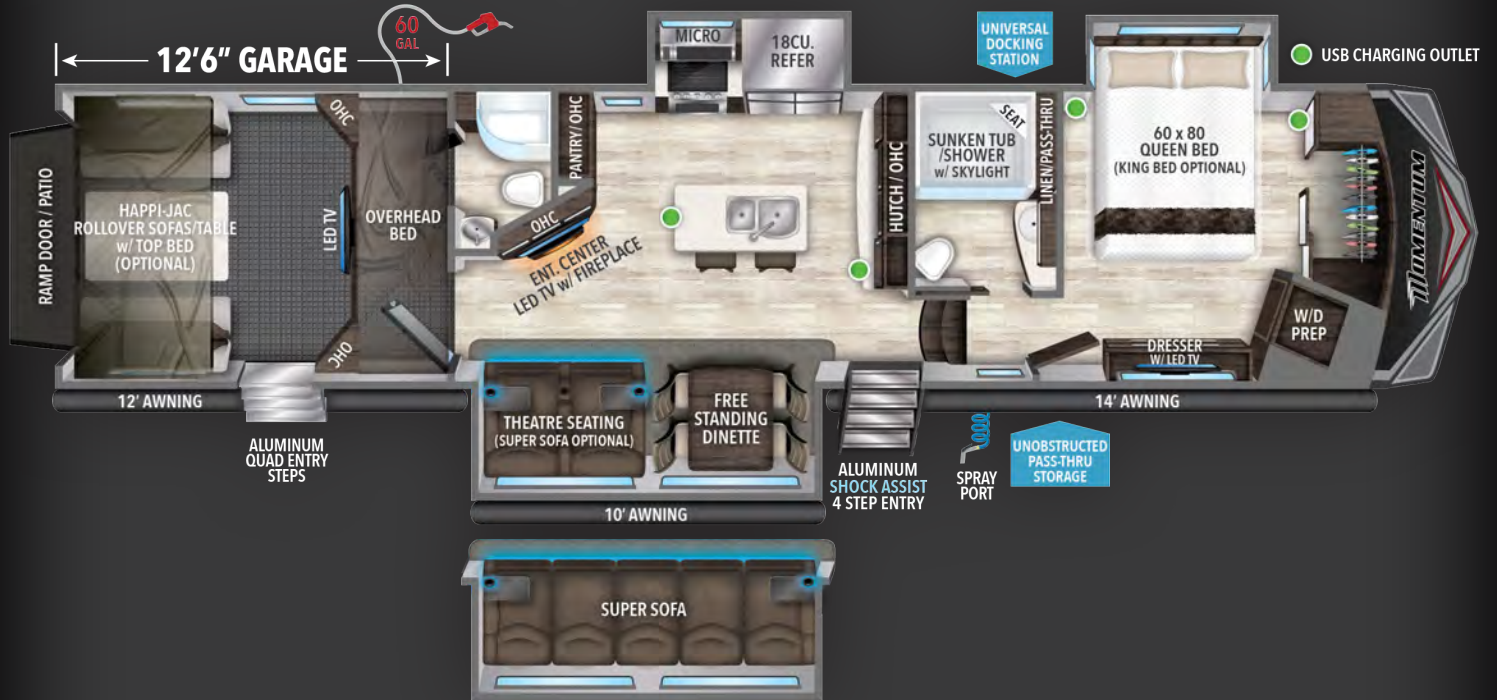 60
GAL
12'6" GARAGE
MICRO
18CU.
REFER
UNIVERSAL
DOCKING
STATION
USB CHARGING OUTLET
RAMP DOOR / PATIO
HAPPI-JAC
ROLLOVER SOFAS/TABLE
w/ TOP BED
(OPTIONAL)
OHC
LED TV
OHC
OVERHEAD
BED
PANTRY/OHC
OHC
ENT. CENTER
LED TV w/ FIREPLACE
HUTCH / OHC
SEAT
SUNKEN TUB
/SHOWER
w/ SKYLIGHT
LINEN/PASS-THRU
60 x 80
QUEEN BED
(KING BED OPTIONAL)
MOMENTUM
W/D
PREP
DRESSER
W/ LED TV
12' AWNING
ALUMINUM
QUAD ENTRY
STEPS
THEATRE SEATING
(SUPER SOFA OPTIONAL)
FREE
STANDING
DINETTE
10' AWNING
14' AWNING
ALUMINUM
SHOCK ASSIST
4 STEP ENTRY
SPRAY
PORT
UNOBSTRUCTED
PASS-THRU
STORAGE
SUPER SOFA